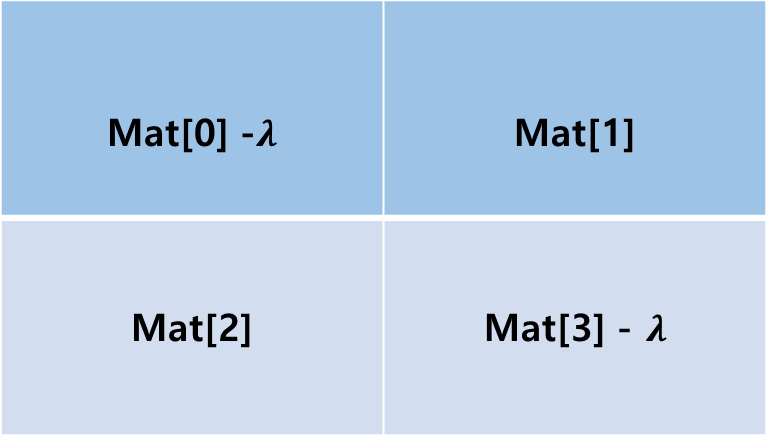 Mat[0] -λ
Mat[1]
Mat[2]
Mat[3] - λ